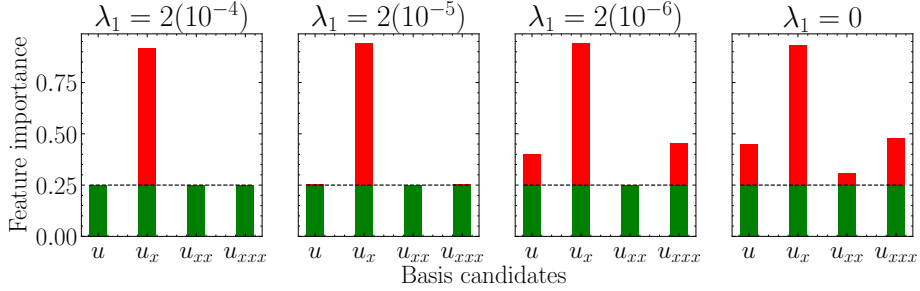 λ₁ = 2(10⁻⁴) λ₁ = 2(10⁻⁵) λ₁ = 2(10⁻⁶) λ₁ = 0
Feature importance
0.75
0.50
0.25
0.00
u uₓ uₓₓ uₓₓₓ u uₓ uₓₓ uₓₓₓ u uₓ uₓₓ uₓₓₓ u uₓ uₓₓ uₓₓₓ
Basis candidates